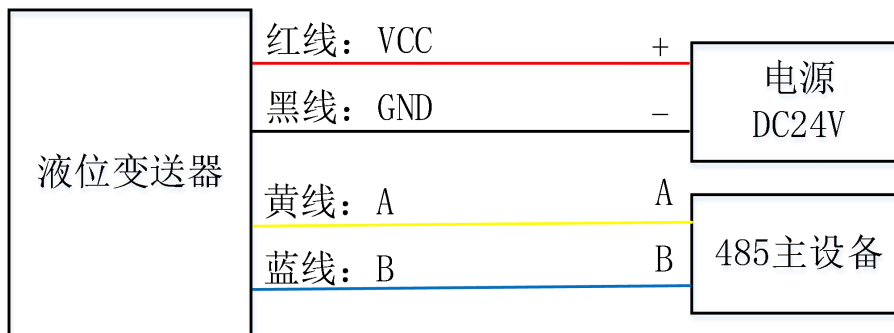 液位变送器
红线：VCC
+
黑线：GND
－
黄线：A
A
蓝线：B
B
电源
DC24V
485主设备